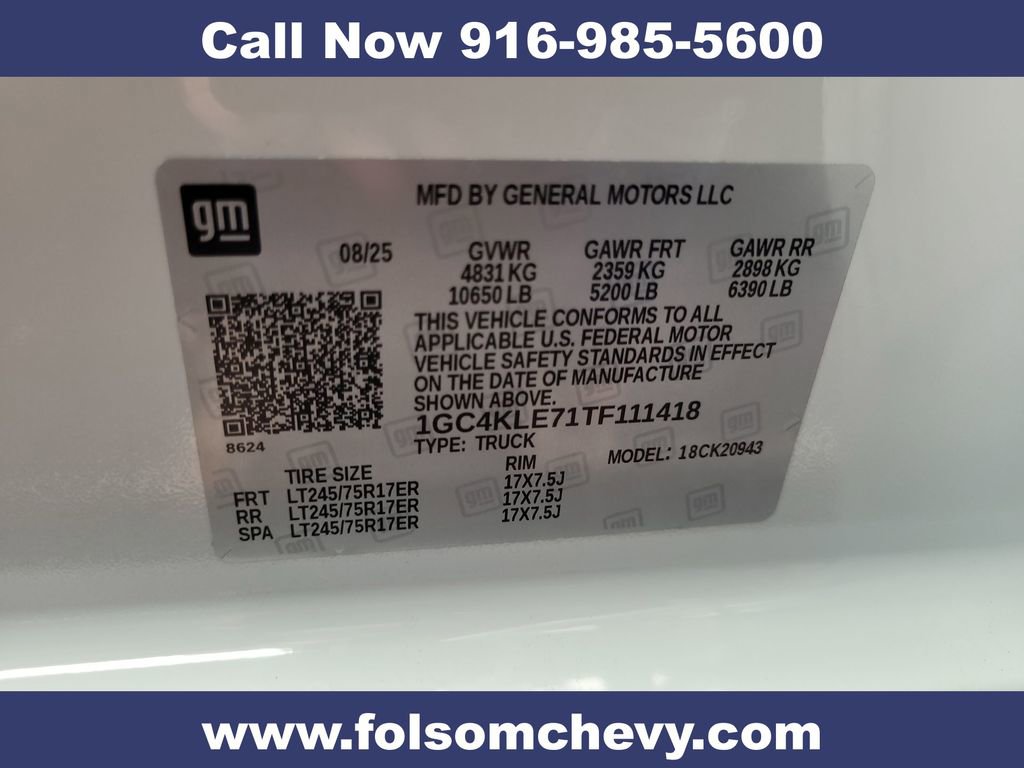 Call Now 916-985-5600
gm
MFD BY GENERAL MOTORS LLC
08/25 GVWR GAWR FRT GAWR RR
4831 KG 2359 KG 2898 KG
10650 LB 5200 LB 6390 LB
THIS VEHICLE CONFORMS TO ALL
APPLICABLE U.S. FEDERAL MOTOR
VEHICLE SAFETY STANDARDS IN EFFECT
ON THE DATE OF MANUFACTURE
SHOWN ABOVE.
1GC4KLE71TF111418
8624
TYPE: TRUCK MODEL: 18CK20943
TIRE SIZE RIM
FRT LT245/75R17ER 17X7.5J
RR LT245/75R17ER 17X7.5J
SPA LT245/75R17ER 17X7.5J
www.folsomchevy.com